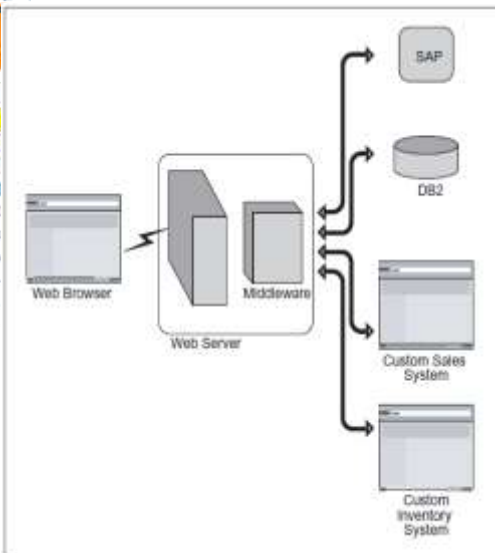 SAP
DB2
Web Browser
Middleware
Web Server
Custom Sales
System
Custom
Inventory
System